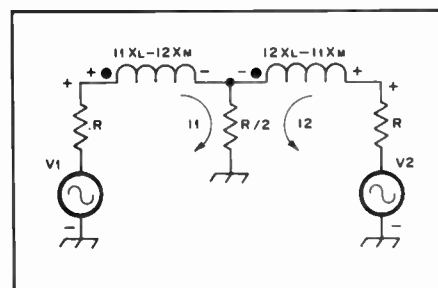 I1XL-I2XM I2XL-I1XM
+ + - - + +
R I1 R/2 I2 R
V1 V2
- -